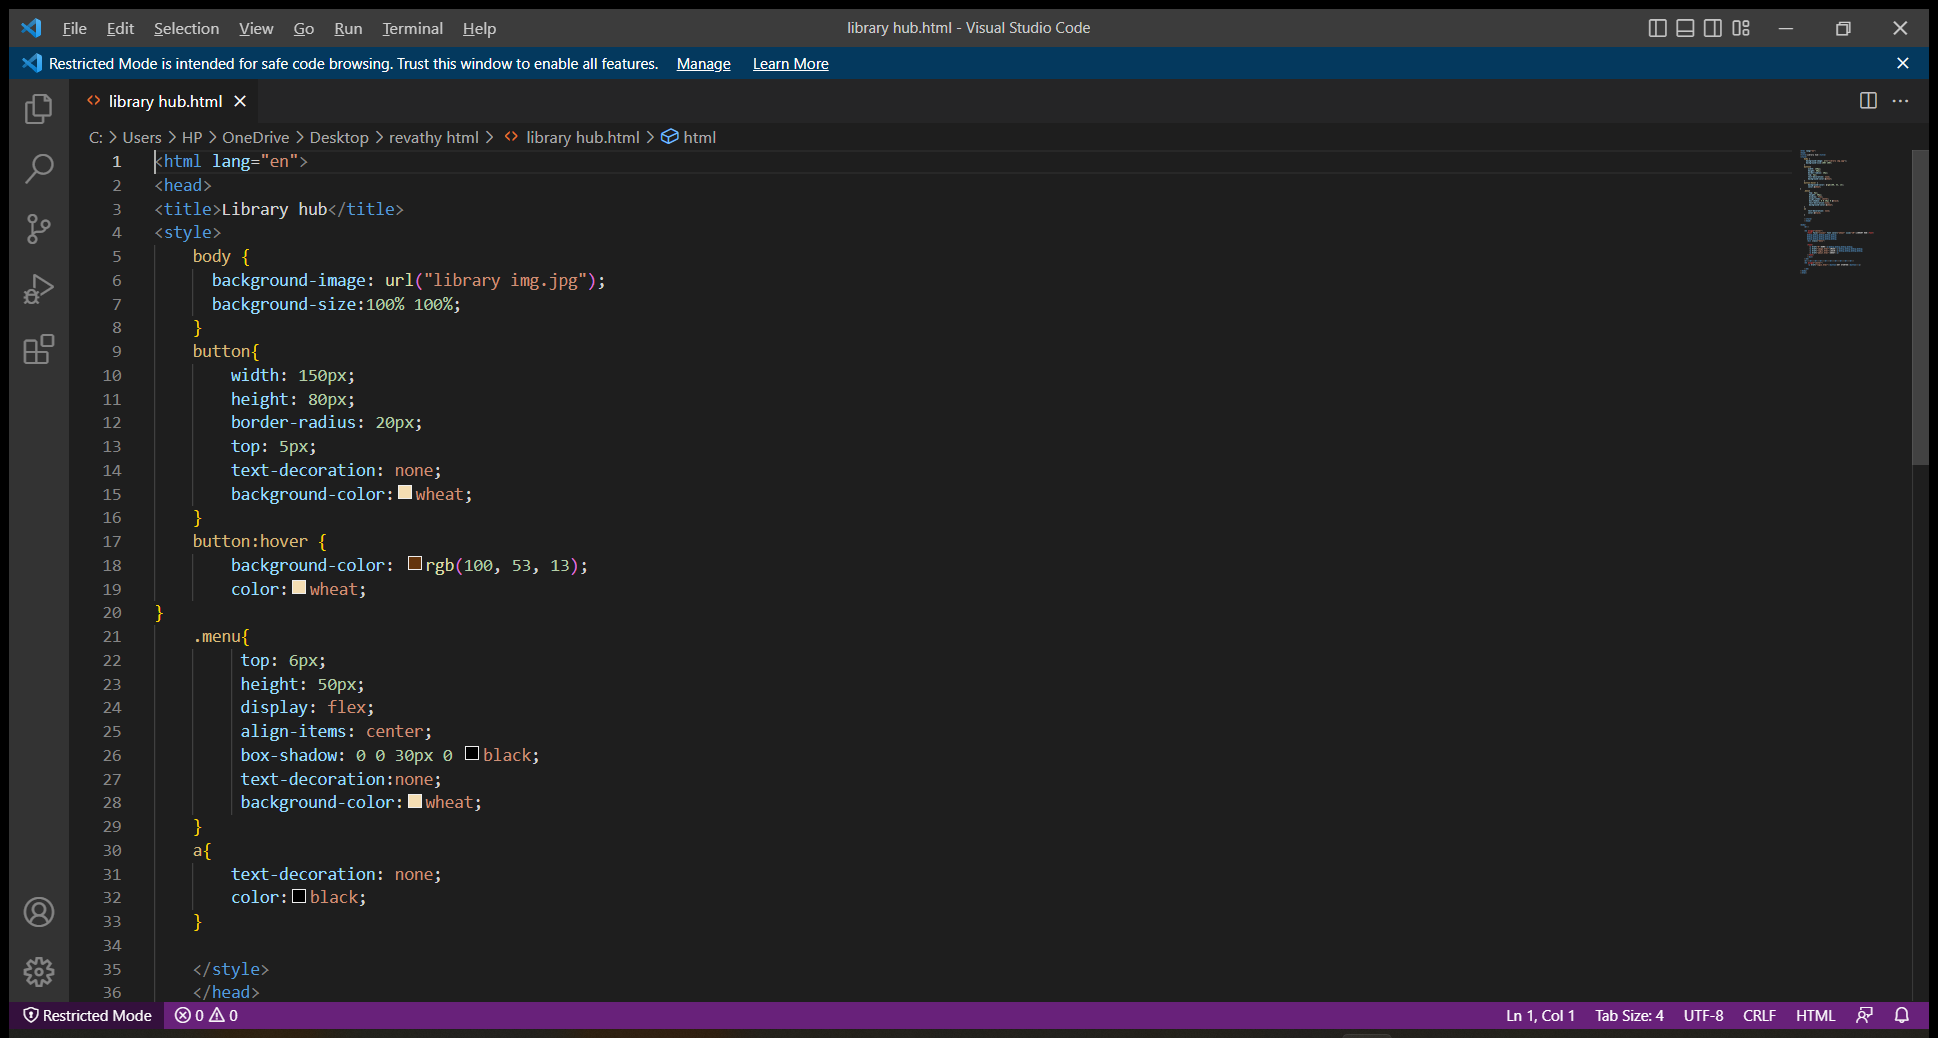 File Edit Selection View Go Run Terminal Help
library hub.html - Visual Studio Code
Restricted Mode is intended for safe code browsing. Trust this window to enable all features. Manage Learn More
library hub.html
C: > Users > HP > OneDrive > Desktop > revathy html > library hub.html > html
1 <html lang="en">
2 <head>
3 <title>Library hub</title>
4 <style>
5 body {
6 background-image: url("library img.jpg");
7 background-size:100% 100%;
8 }
9 button{
10 width: 150px;
11 height: 80px;
12 border-radius: 20px;
13 top: 5px;
14 text-decoration: none;
15 background-color:wheat;
16 }
17 button:hover {
18 background-color: rgb(100, 53, 13);
19 color:wheat;
20 }
21 .menu{
22 top: 6px;
23 height: 50px;
24 display: flex;
25 align-items: center;
26 box-shadow: 0 0 30px 0 black;
27 text-decoration:none;
28 background-color:wheat;
29 }
30 a{
31 text-decoration: none;
32 color:black;
33 }
34
35 </style>
36 </head>
Restricted Mode 0 0 Ln 1, Col 1 Tab Size: 4 UTF-8 CRLF HTML